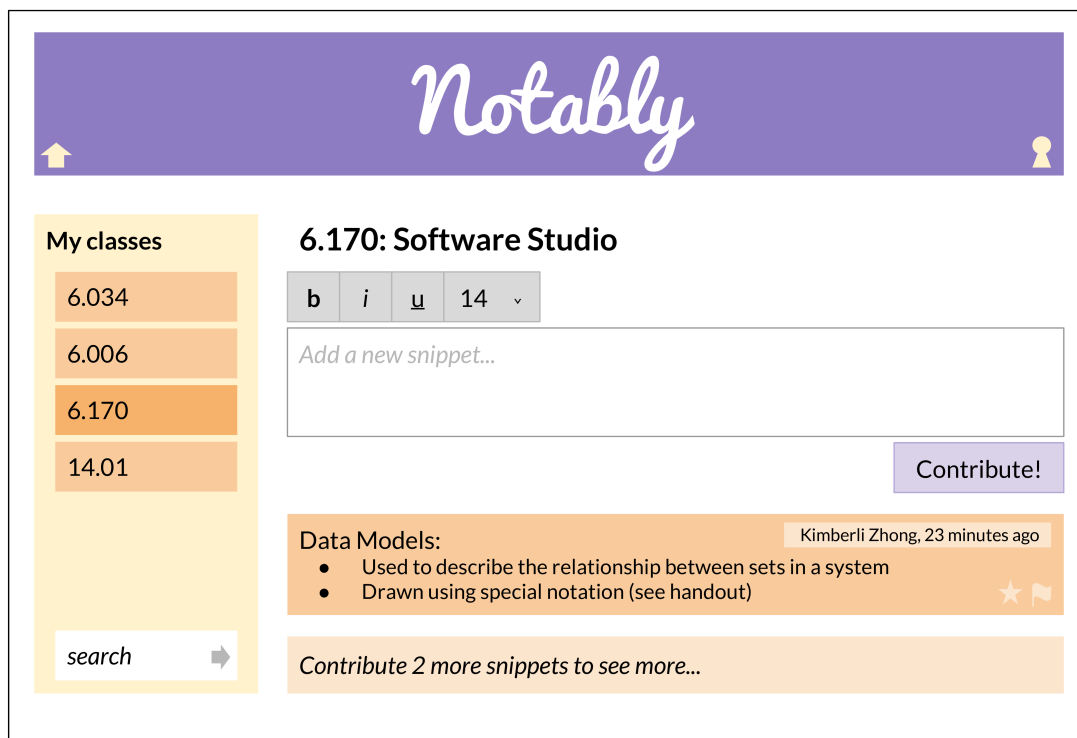 Notably
My classes
6.034
6.006
6.170
14.01
search
6.170: Software Studio
b i u 14
Add a new snippet...
Contribute!
Data Models:
Kimberli Zhong, 23 minutes ago
● Used to describe the relationship between sets in a system
● Drawn using special notation (see handout)
Contribute 2 more snippets to see more...